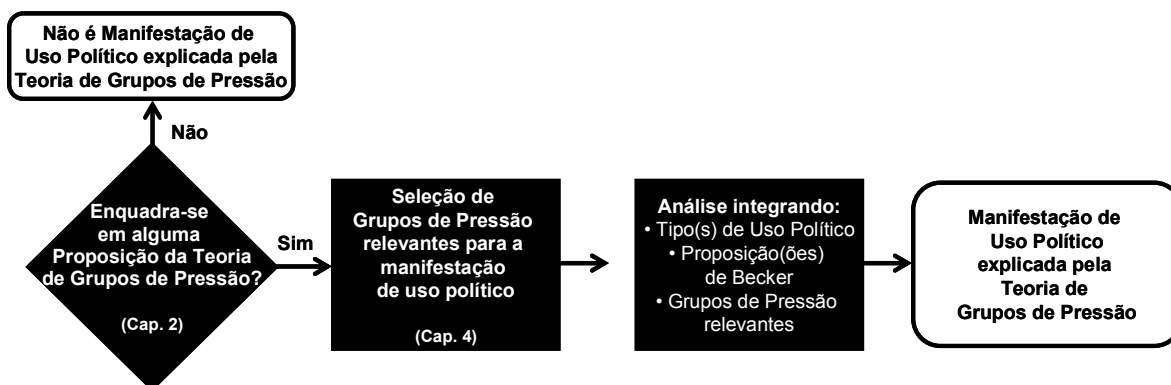 Não é Manifestação de
Uso Político explicada pela
Teoria de Grupos de Pressão
Não
Enquadra-se
em alguma
Proposição da Teoria
de Grupos de Pressão?
(Cap. 2)
Sim
Seleção de
Grupos de Pressão
relevantes para a
manifestação
de uso político
(Cap. 4)
Análise integrando:
• Tipo(s) de Uso Político
• Proposição(ões)
de Becker
• Grupos de Pressão
relevantes
Manifestação de
Uso Político
explicada pela
Teoria de
Grupos de Pressão